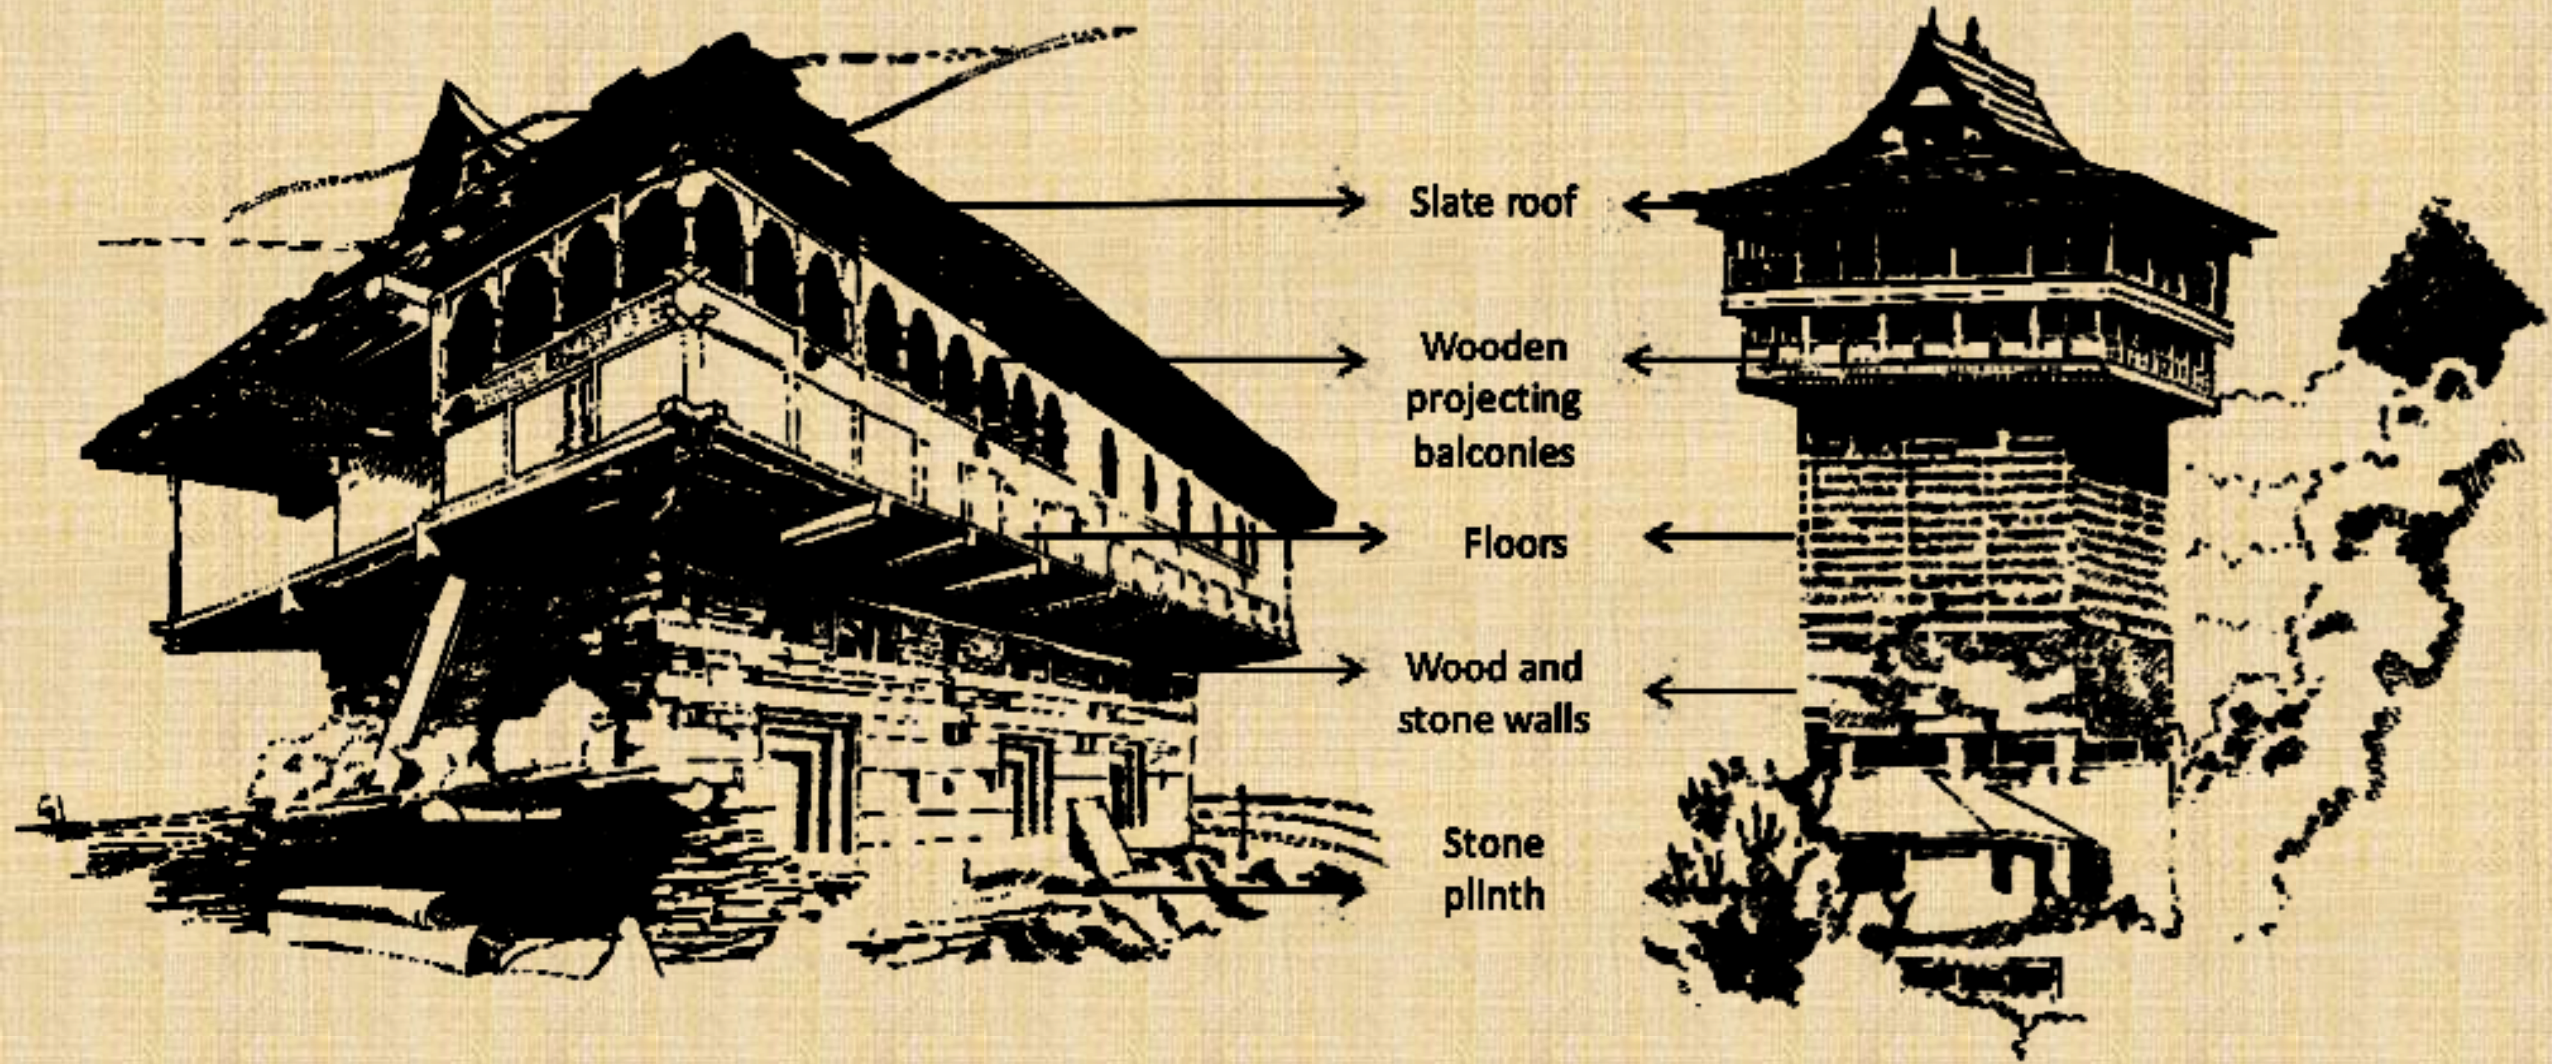 Slate roof
Wooden
projecting
balconies
Floors
Wood and
stone walls
Stone
plinth